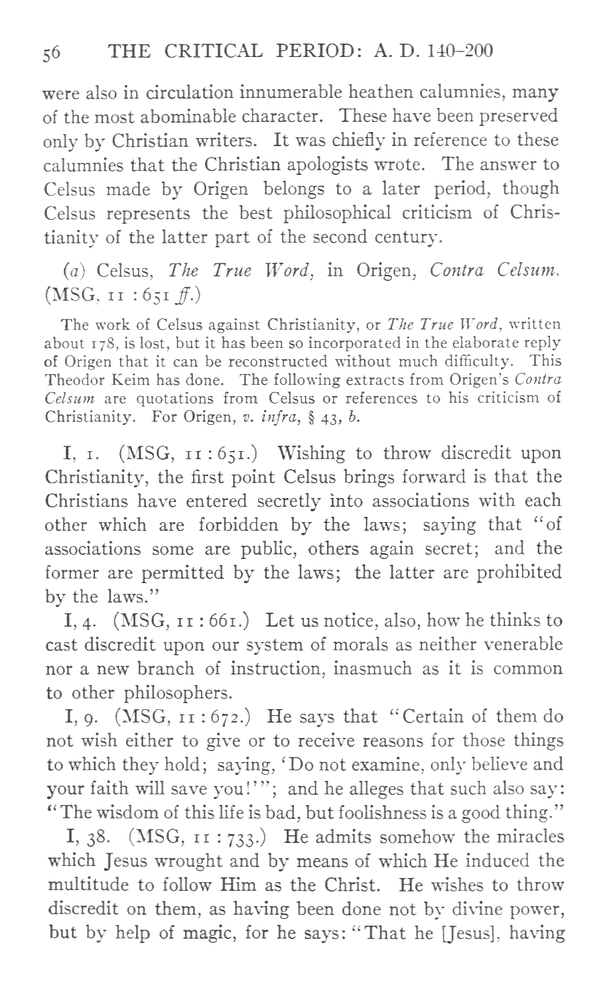 56 THE CRITICAL PERIOD: A. D. 140–200
were also in circulation innumerable heathen calumnies, many
of the most abominable character. These have been preserved
only by Christian writers. It was chiefly in reference to these
calumnies that the Christian apologists wrote. The answer to
Celsus made by Origen belongs to a later period, though
Celsus represents the best philosophical criticism of Chris-
tianity of the latter part of the second century.
(a) Celsus, The True Word, in Origen, Contra Celsum.
(MSG, 11 : 651 ff.)
The work of Celsus against Christianity, or The True Word, written
about 178, is lost, but it has been so incorporated in the elaborate reply
of Origen that it can be reconstructed without much difficulty. This
Theodor Keim has done. The following extracts from Origen's Contra
Celsum are quotations from Celsus or references to his criticism of
Christianity. For Origen, v. infra, § 43, b.
I, 1. (MSG, 11 : 651.) Wishing to throw discredit upon
Christianity, the first point Celsus brings forward is that the
Christians have entered secretly into associations with each
other which are forbidden by the laws; saying that “of
associations some are public, others again secret; and the
former are permitted by the laws; the latter are prohibited
by the laws.”
I, 4. (MSG, 11 : 661.) Let us notice, also, how he thinks to
cast discredit upon our system of morals as neither venerable
nor a new branch of instruction, inasmuch as it is common
to other philosophers.
I, 9. (MSG, 11 : 672.) He says that “Certain of them do
not wish either to give or to receive reasons for those things
to which they hold; saying, ‘Do not examine, only believe and
your faith will save you!’”; and he alleges that such also say:
“The wisdom of this life is bad, but foolishness is a good thing.”
I, 38. (MSG, 11 : 733.) He admits somehow the miracles
which Jesus wrought and by means of which He induced the
multitude to follow Him as the Christ. He wishes to throw
discredit on them, as having been done not by divine power,
but by help of magic, for he says: “That he [Jesus], having